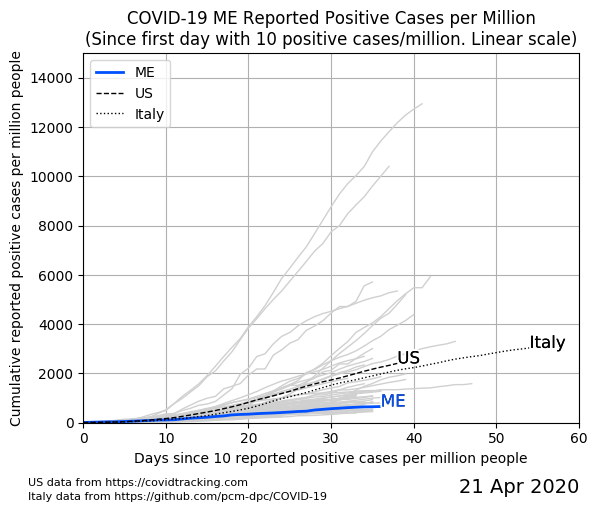 COVID-19 ME Reported Positive Cases per Million
(Since first day with 10 positive cases/million. Linear scale)
Cumulative reported positive cases per million people
14000
12000
10000
8000
6000
4000
2000
0
ME
US
Italy
US
Italy
ME
0 10 20 30 40 50 60
Days since 10 reported positive cases per million people
US data from https://covidtracking.com
Italy data from https://github.com/pcm-dpc/COVID-19
21 Apr 2020